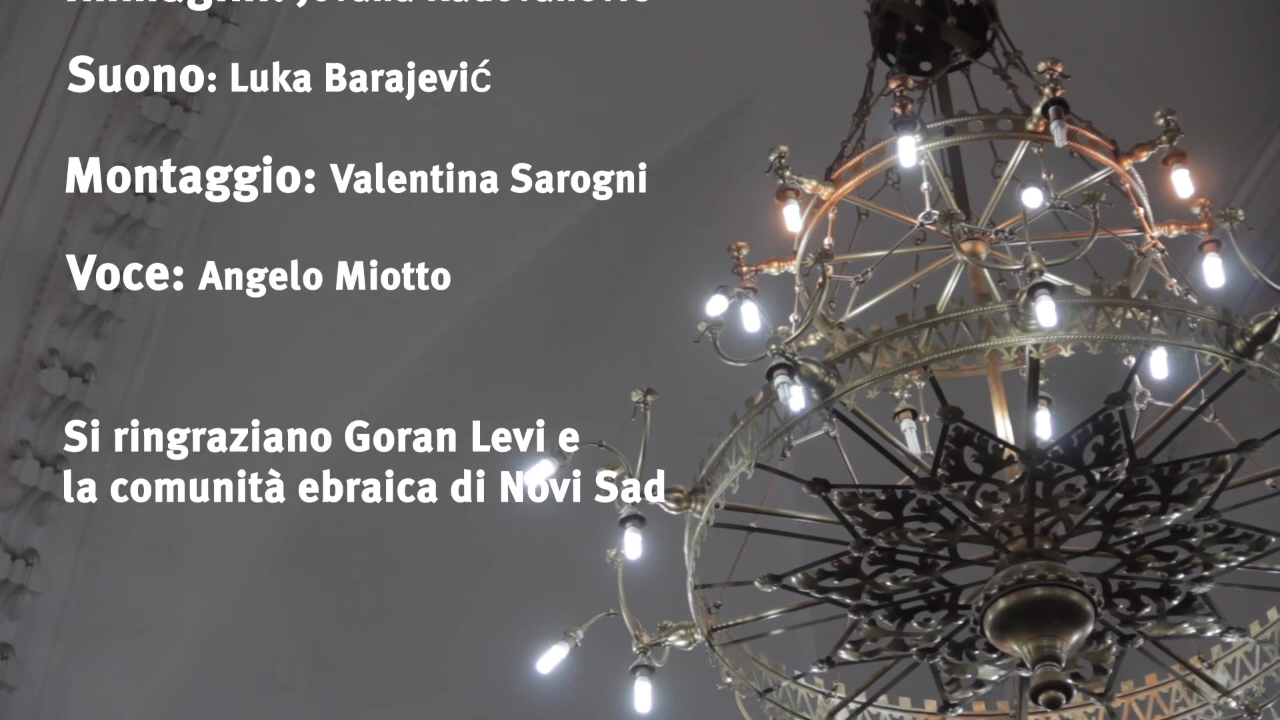 Suono: Luka Barajević
Montaggio: Valentina Sarogni
Voce: Angelo Miotto
Si ringraziano Goran Levi e
la comunità ebraica di Novi Sad